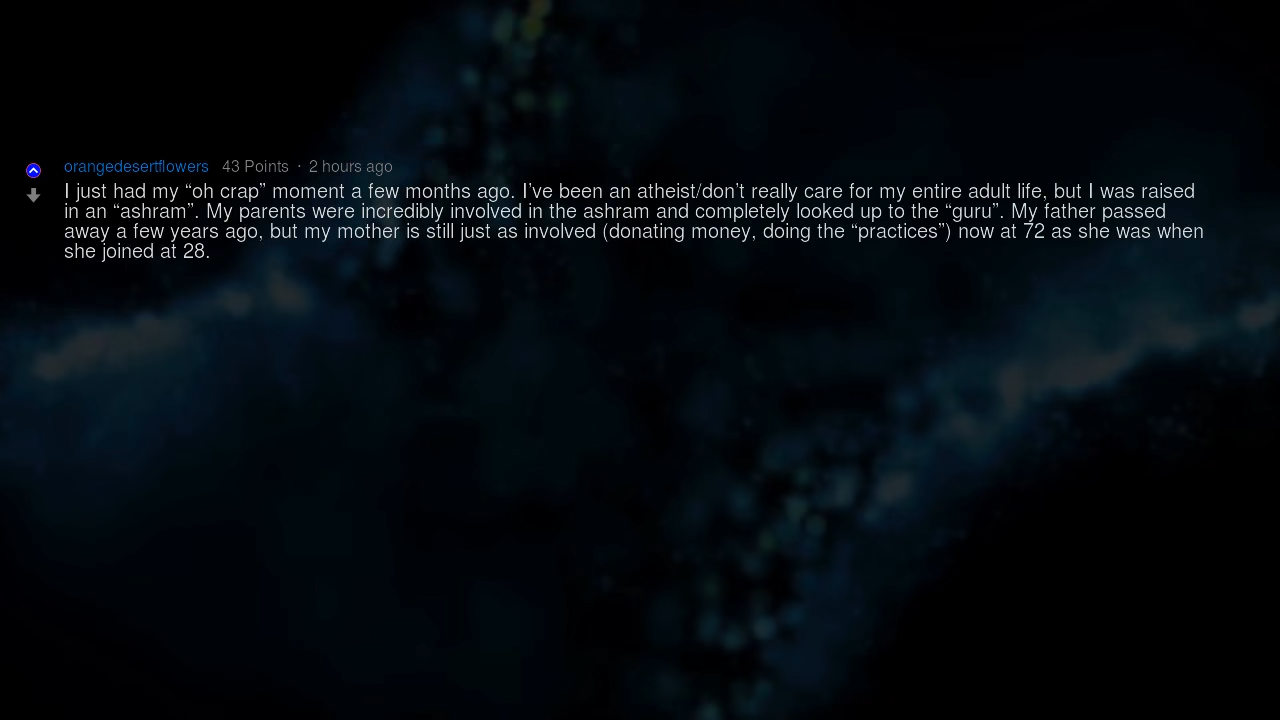 orangedesertflowers 43 Points · 2 hours ago
I just had my “oh crap” moment a few months ago. I’ve been an atheist/don’t really care for my entire adult life, but I was raised
in an “ashram”. My parents were incredibly involved in the ashram and completely looked up to the “guru”. My father passed
away a few years ago, but my mother is still just as involved (donating money, doing the “practices”) now at 72 as she was when
she joined at 28.